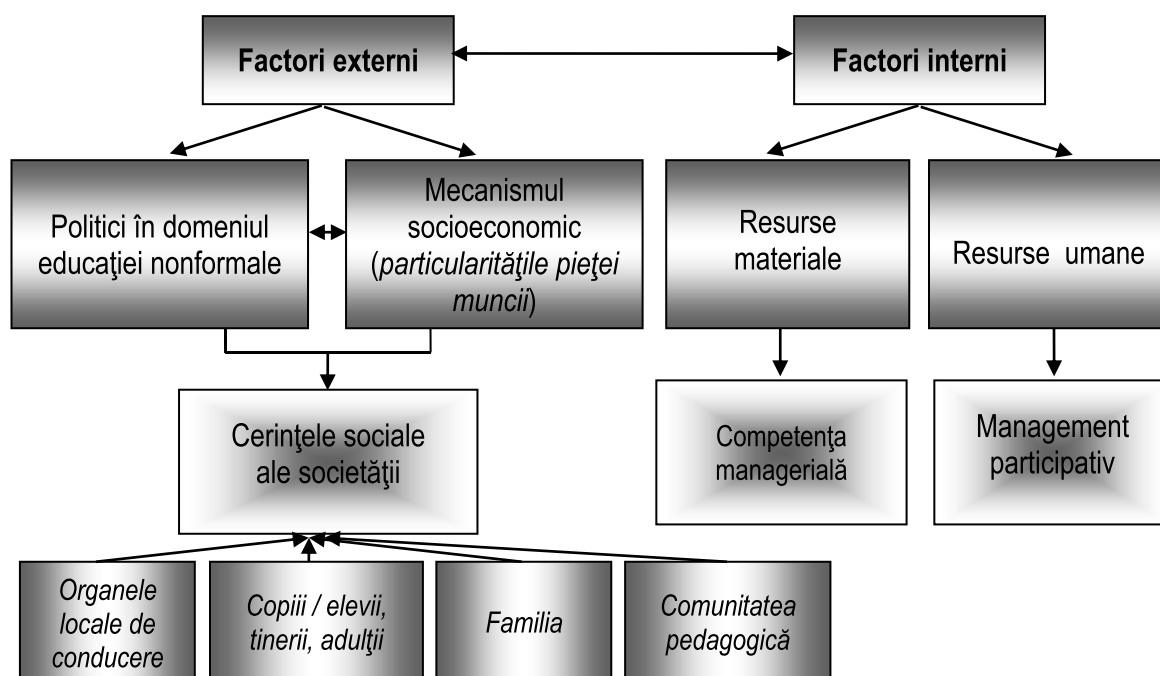 Factori externi
Factori interni
Politici în domeniul
educaţiei nonformale
Mecanismul
socioeconomic
(particularităţile pieţei
muncii)
Resurse
materiale
Resurse umane
Cerinţele sociale
ale societăţii
Competenţa
managerială
Management
participativ
Organele
locale de
conducere
Copiii / elevii,
tinerii, adulţii
Familia
Comunitatea
pedagogică